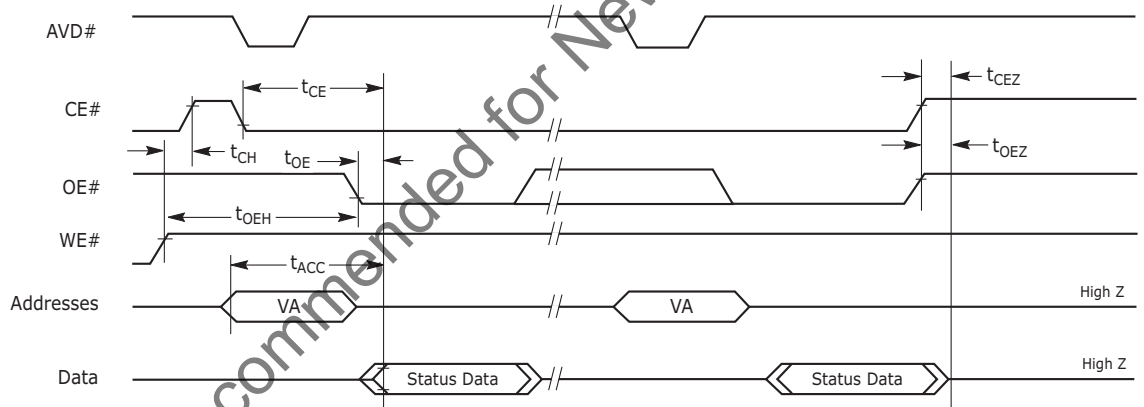 AVD#
CE#
tCE
tCEZ
tCH
tOE
tOEZ
OE#
tOEH
WE#
tACC
Addresses
VA
VA
High Z
Data
Status Data
Status Data
High Z
commended for New